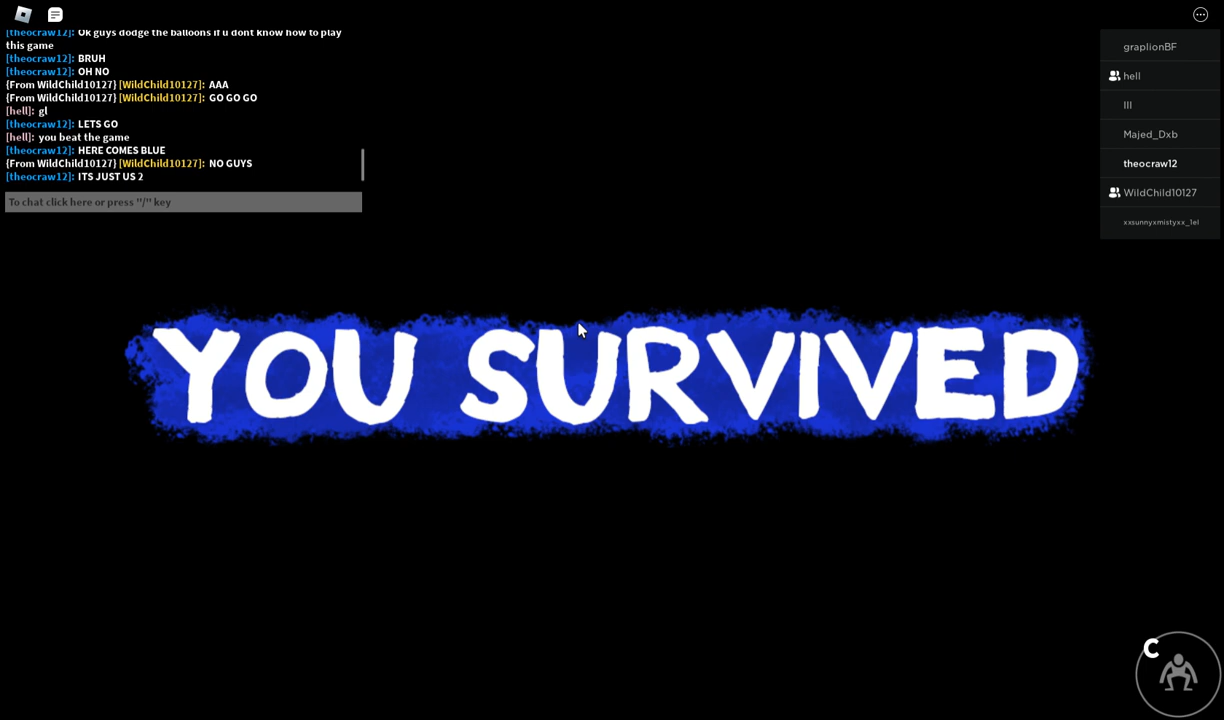 [theocraw12]: Ok guys dodge the balloons if u dont know how to play
this game
[theocraw12]: BRUH
[theocraw12]: OH NO
{From WildChild10127} [WildChild10127]: AAA
{From WildChild10127} [WildChild10127]: GO GO GO
[hell]: gl
[theocraw12]: LETS GO
[hell]: you beat the game
[theocraw12]: HERE COMES BLUE
{From WildChild10127} [WildChild10127]: NO GUYS
[theocraw12]: ITS JUST US 2
To chat click here or press "/" key
graplionBF
hell
Majed_Dxb
theocraw12
WildChild10127
xxsunnyxmistyxx_1el
YOU SURVIVED
C